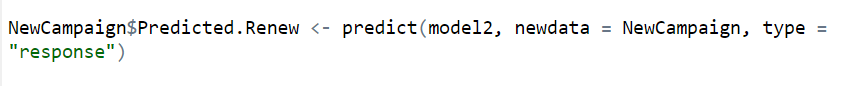 NewCampaign$Predicted.Renew <- predict(model2, newdata = NewCampaign, type =
"response")